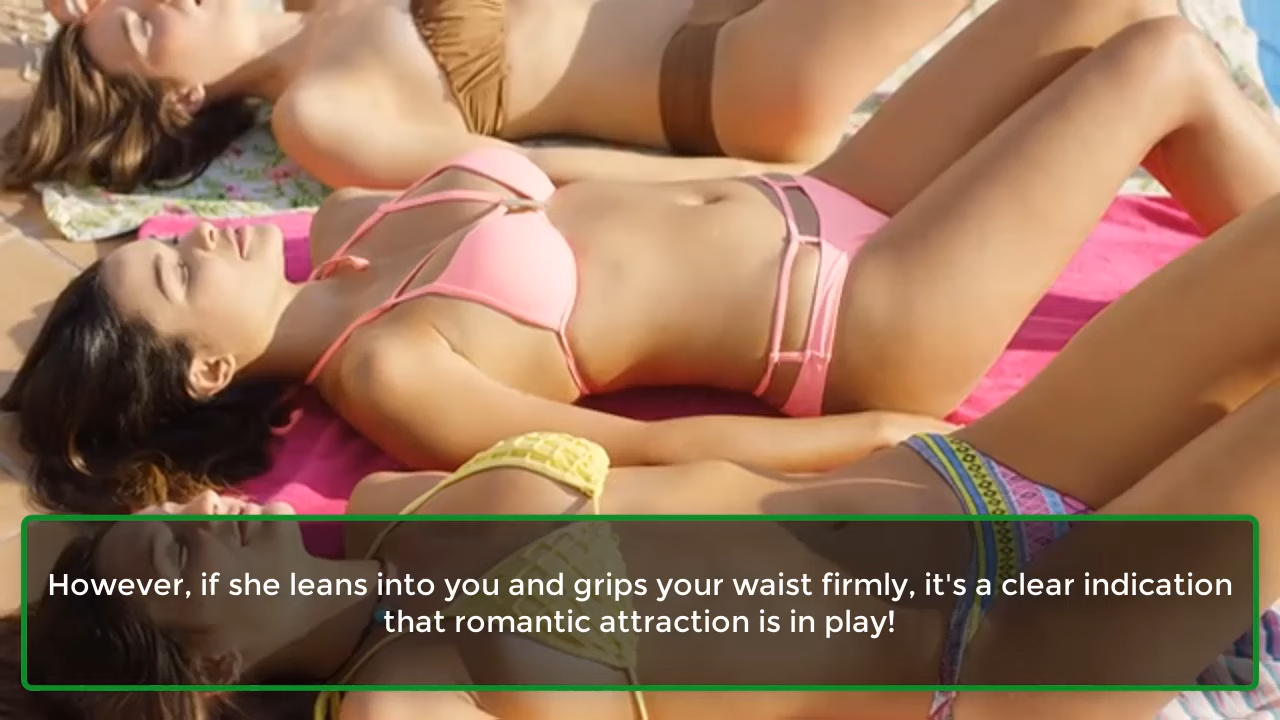 However, if she leans into you and grips your waist firmly, it's a clear indication
that romantic attraction is in play!